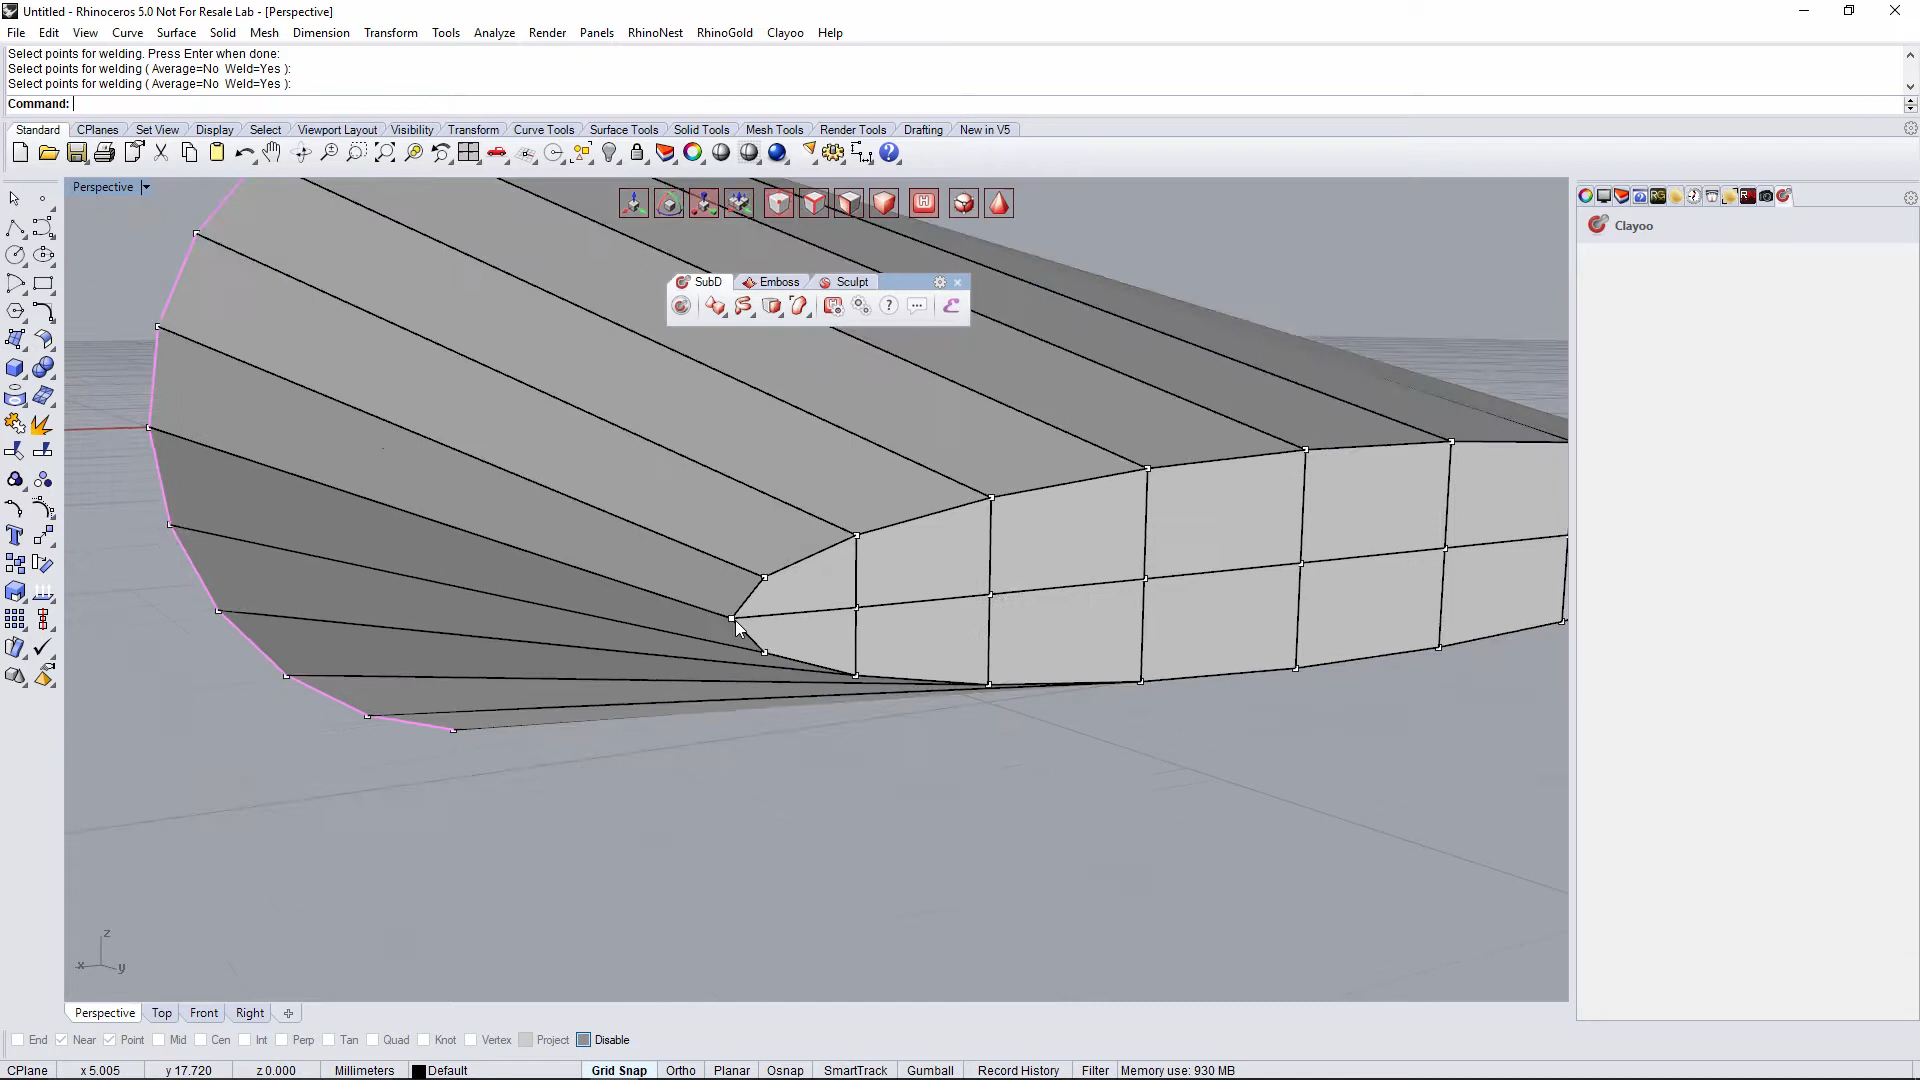 Untitled - Rhinoceros 5.0 Not For Resale Lab - [Perspective]
File Edit View Curve Surface Solid Mesh Dimension Transform Tools Analyze Render Panels RhinoNest RhinoGold Clayoo Help
Select points for welding. Press Enter when done:
Select points for welding ( Average=No Weld=Yes ):
Select points for welding ( Average=No Weld=Yes ):
Command:
Standard CPlanes Set View Display Select Viewport Layout Visibility Transform Curve Tools Surface Tools Solid Tools Mesh Tools Render Tools Drafting New in V5
Perspective
Clayoo
SubD Emboss Sculpt
z
x y
Perspective Top Front Right
End Near Point Mid Cen Int Perp Tan Quad Knot Vertex Project Disable
CPlane x 5.005 y 17.720 z 0.000 Millimeters Default Grid Snap Ortho Planar Osnap SmartTrack Gumball Record History Filter Memory use: 930 MB